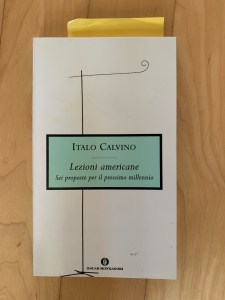 ITALO CALVINO
Lezioni americane
Sei proposte per il prossimo millennio
OSCAR MONDADORI